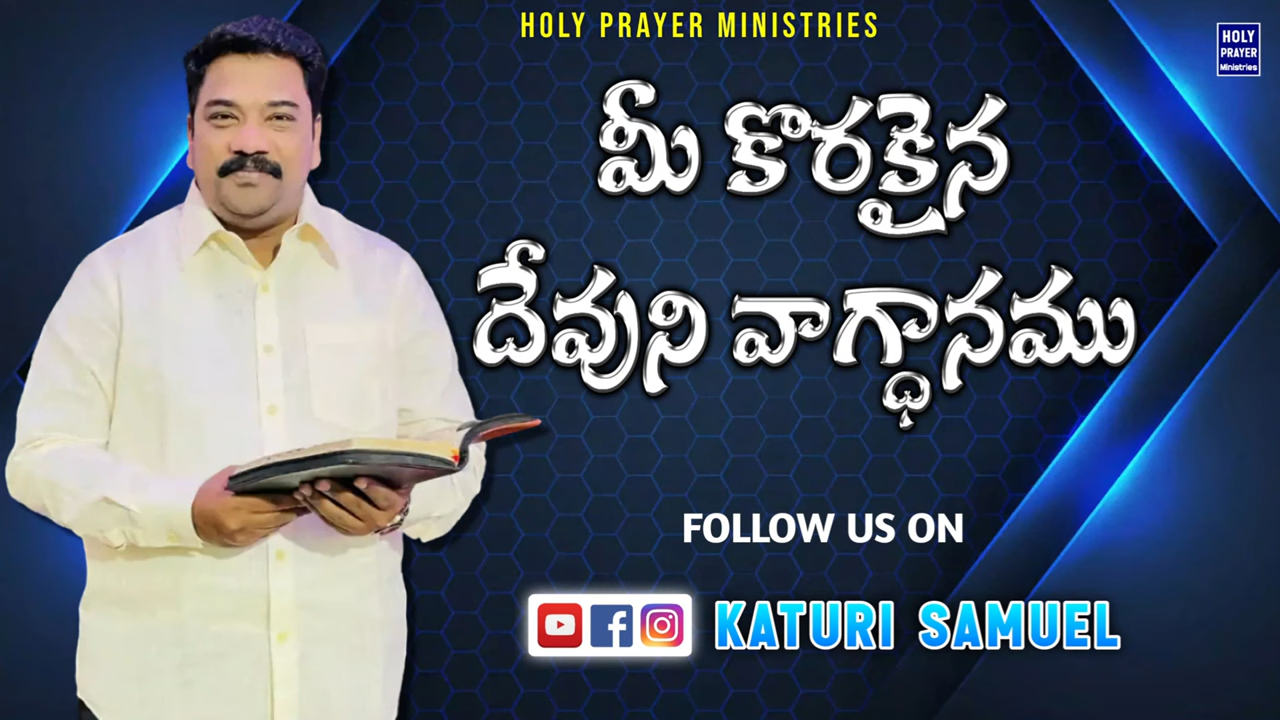 HOLY PRAYER MINISTRIES
HOLY
PRAYER
Ministries
మీ కొరకైన
దేవుని వాగ్ధానము
FOLLOW US ON
KATURI SAMUEL